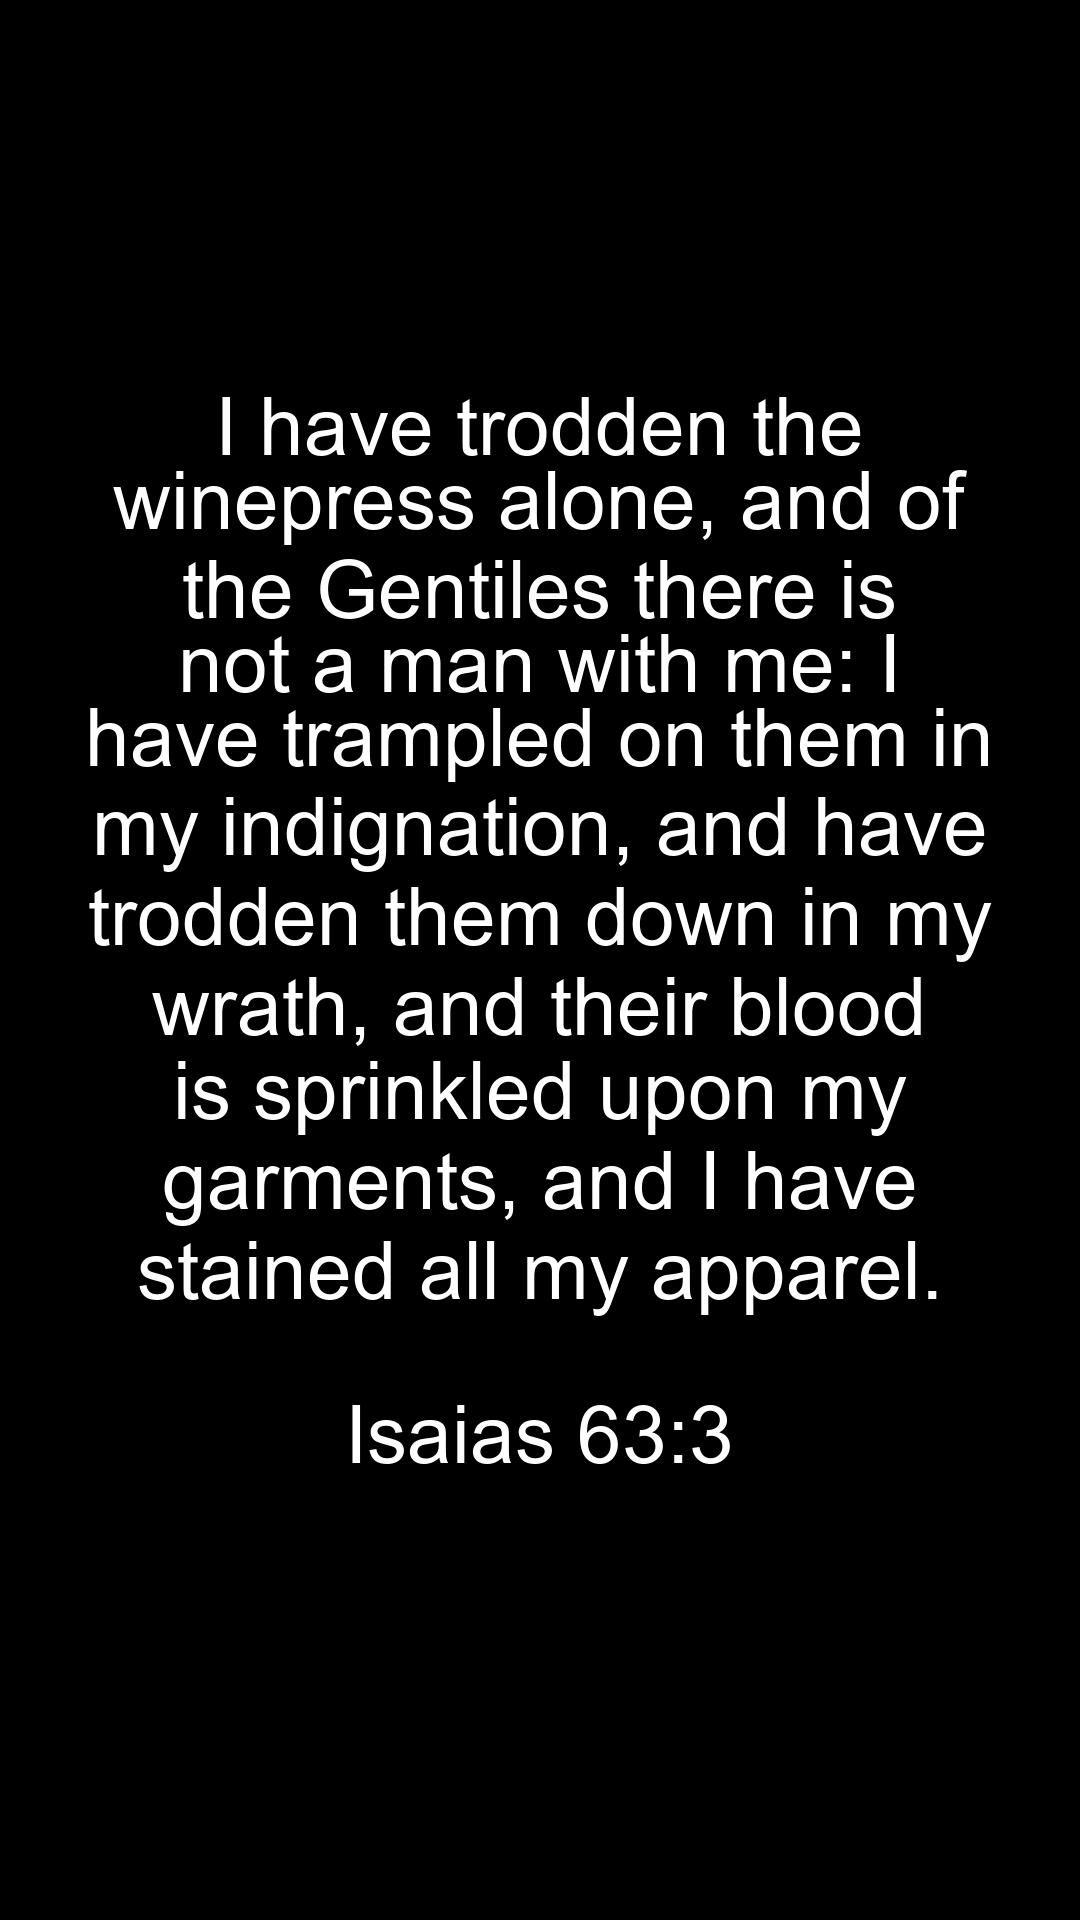 I have trodden the
winepress alone, and of
the Gentiles there is
not a man with me: I
have trampled on them in
my indignation, and have
trodden them down in my
wrath, and their blood
is sprinkled upon my
garments, and I have
stained all my apparel.
Isaias 63:3